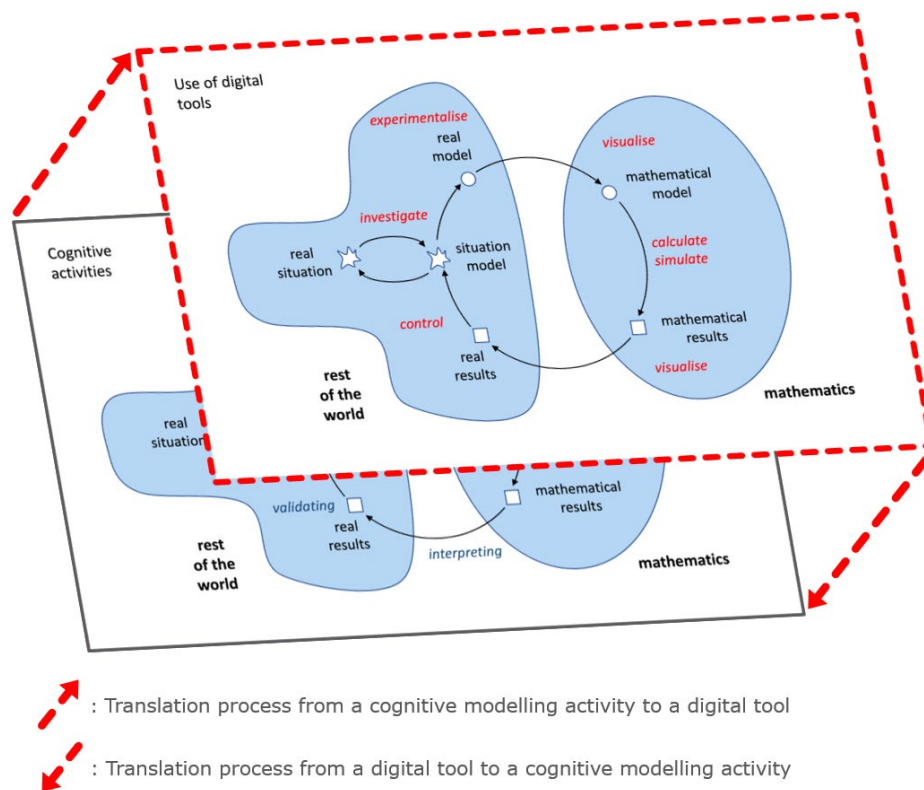 Use of digital
tools
experimentalise
real
model
visualise
mathematical
model
investigate
real
situation
situation
model
calculate
simulate
control
real
results
mathematical
results
visualise
rest
of the
world
mathematics
Cognitive
activities
real
situation
validating
real
results
mathematical
results
interpreting
rest
of the
world
mathematics
: Translation process from a cognitive modelling activity to a digital tool
: Translation process from a digital tool to a cognitive modelling activity